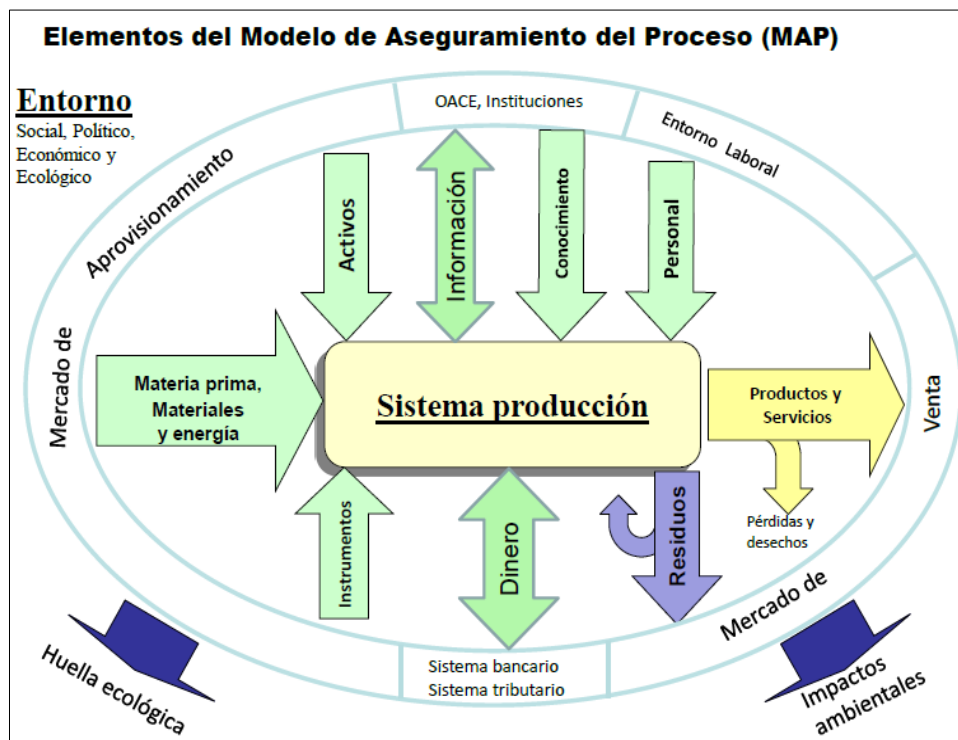 Elementos del Modelo de Aseguramiento del Proceso (MAP)
Entorno
Social, Político,
Económico y
Ecológico
OACE, Instituciones
Entorno Laboral
Mercado de Aprovisionamiento
Activos
Información
Conocimiento
Personal
Materia prima,
Materiales
y energía
Sistema producción
Productos y
Servicios
Venta
Pérdidas y
desechos
Instrumentos
Dinero
Residuos
Mercado de
Sistema bancario
Sistema tributario
Huella ecológica
Impactos
ambientales